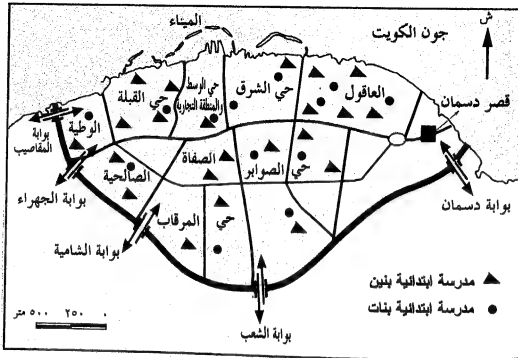 الميناء
جون الكويت
ش
قصر دسمان
العاقول
حي الشرق
حي الوسط
والمنطقة التجارية
حي القبلة
الوطية
بوابة
المقاصيب
الصفاة
حي الصوابر
الصالحية
بوابة الجهراء
حي المرقاب
بوابة الشامية
بوابة دسمان
بوابة الشعب
مدرسة ابتدائية بنين
مدرسة ابتدائية بنات
٥٠٠ ٢٥٠ ٠ متر